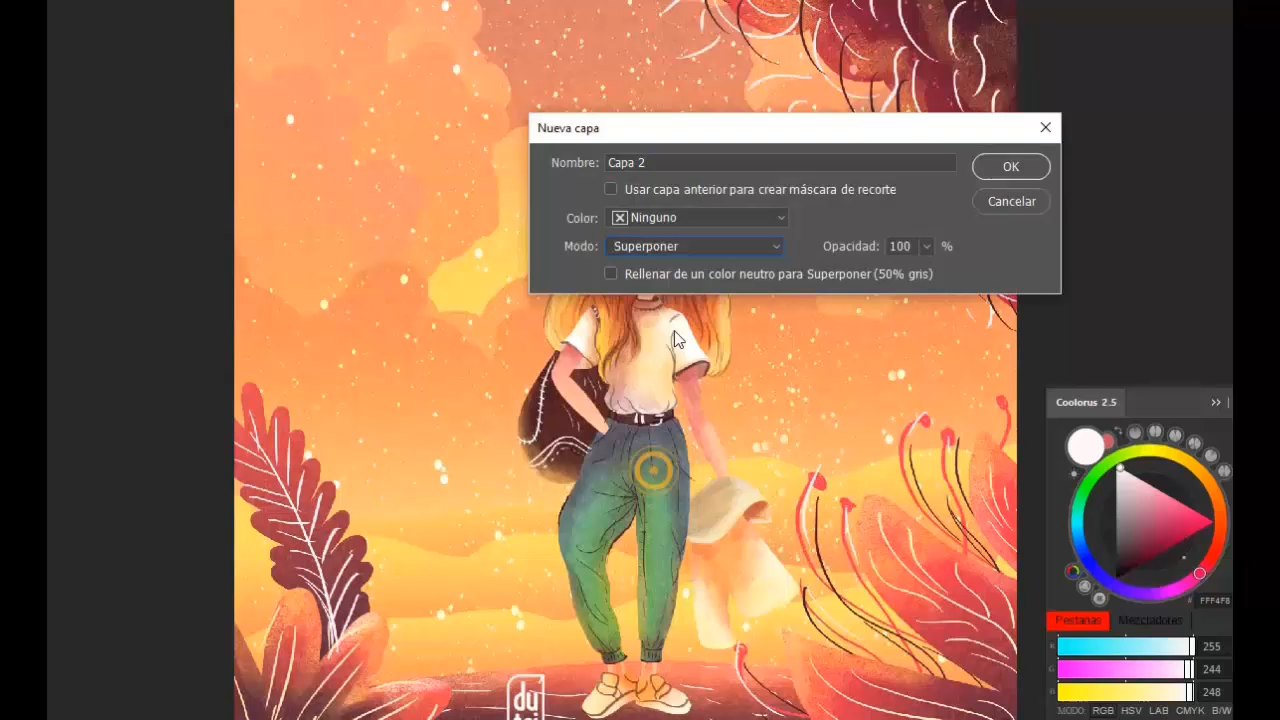 Nueva capa
Nombre: Capa 2
OK
Usar capa anterior para crear máscara de recorte
Cancelar
Color: Ninguno
Modo: Superponer Opacidad: 100 %
Rellenar de un color neutro para Superponer (50% gris)
Coolorus 2.5
# FFF4F8
Pestañas Mezcladores
R 255
G 244
B 248
MODO: RGB HSV LAB CMYK B/W
du